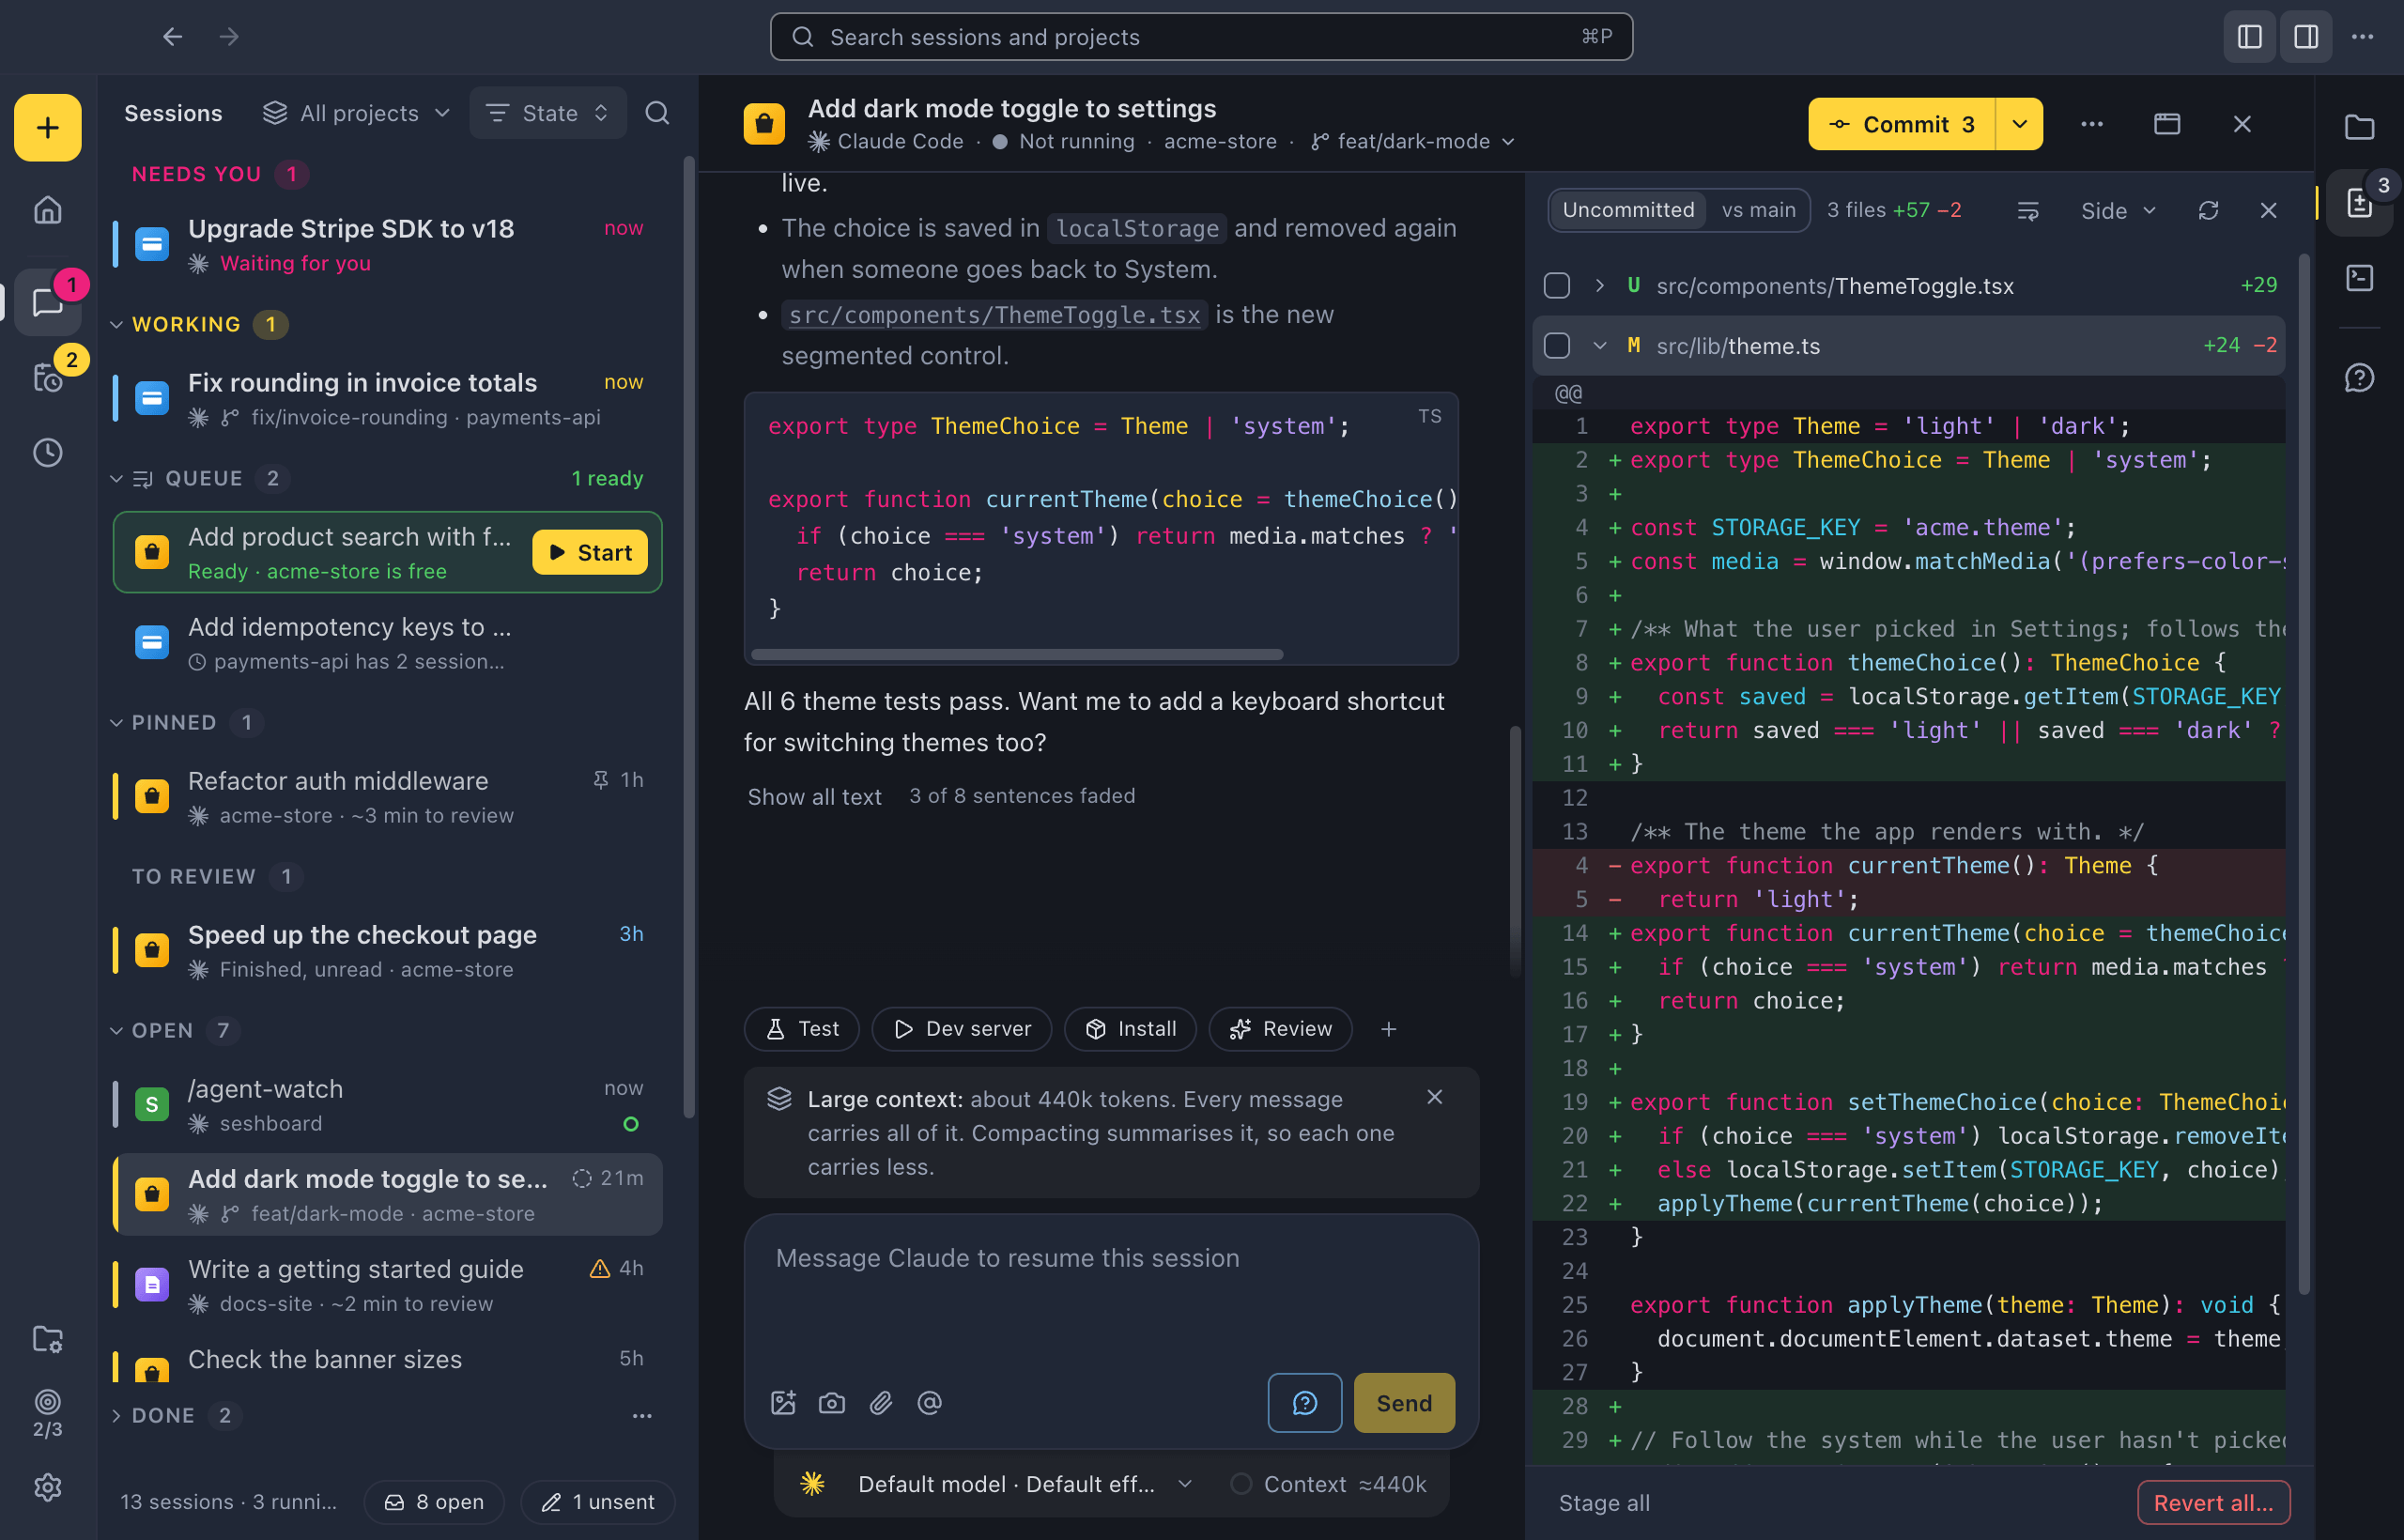 Search sessions and projects ⌘P
Sessions All projects State
NEEDS YOU 1
Upgrade Stripe SDK to v18 now
Waiting for you
WORKING 1
Fix rounding in invoice totals now
fix/invoice-rounding · payments-api
QUEUE 2 1 ready
Add product search with f...
Ready · acme-store is free
Start
Add idempotency keys to ...
payments-api has 2 session...
PINNED 1
Refactor auth middleware 1h
acme-store · ~3 min to review
TO REVIEW 1
Speed up the checkout page 3h
Finished, unread · acme-store
OPEN 7
S
/agent-watch now
seshboard
Add dark mode toggle to se... 21m
feat/dark-mode · acme-store
Write a getting started guide 4h
docs-site · ~2 min to review
Check the banner sizes 5h
DONE 2
13 sessions · 3 runni... 8 open 1 unsent
1
2
2/3
Add dark mode toggle to settings
Claude Code · Not running · acme-store · feat/dark-mode
Commit 3
live.
The choice is saved in localStorage and removed again
when someone goes back to System.
src/components/ThemeToggle.tsx is the new
segmented control.
TS
export type ThemeChoice = Theme | 'system';
export function currentTheme(choice = themeChoice()
if (choice === 'system') return media.matches ? '
return choice;
}
All 6 theme tests pass. Want me to add a keyboard shortcut
for switching themes too?
Show all text 3 of 8 sentences faded
Test Dev server Install Review
Large context: about 440k tokens. Every message
carries all of it. Compacting summarises it, so each one
carries less.
Message Claude to resume this session
Send
Default model · Default eff... Context ≈440k
Uncommitted vs main 3 files +57 −2 Side
U src/components/ThemeToggle.tsx +29
M src/lib/theme.ts +24 −2
@@
1 export type Theme = 'light' | 'dark';
2 + export type ThemeChoice = Theme | 'system';
3 +
4 + const STORAGE_KEY = 'acme.theme';
5 + const media = window.matchMedia('(prefers-color-s
6 +
7 + /** What the user picked in Settings; follows the
8 + export function themeChoice(): ThemeChoice {
9 + const saved = localStorage.getItem(STORAGE_KEY
10 + return saved === 'light' || saved === 'dark' ?
11 + }
12
13 /** The theme the app renders with. */
4 − export function currentTheme(): Theme {
5 − return 'light';
14 + export function currentTheme(choice = themeChoice
15 + if (choice === 'system') return media.matches ?
16 + return choice;
17 + }
18 +
19 + export function setThemeChoice(choice: ThemeChoic
20 + if (choice === 'system') localStorage.removeIte
21 + else localStorage.setItem(STORAGE_KEY, choice)
22 + applyTheme(currentTheme(choice));
23 }
24
25 export function applyTheme(theme: Theme): void {
26 document.documentElement.dataset.theme = theme
27 }
28 +
29 + // Follow the system while the user hasn't picked
Stage all Revert all...
3